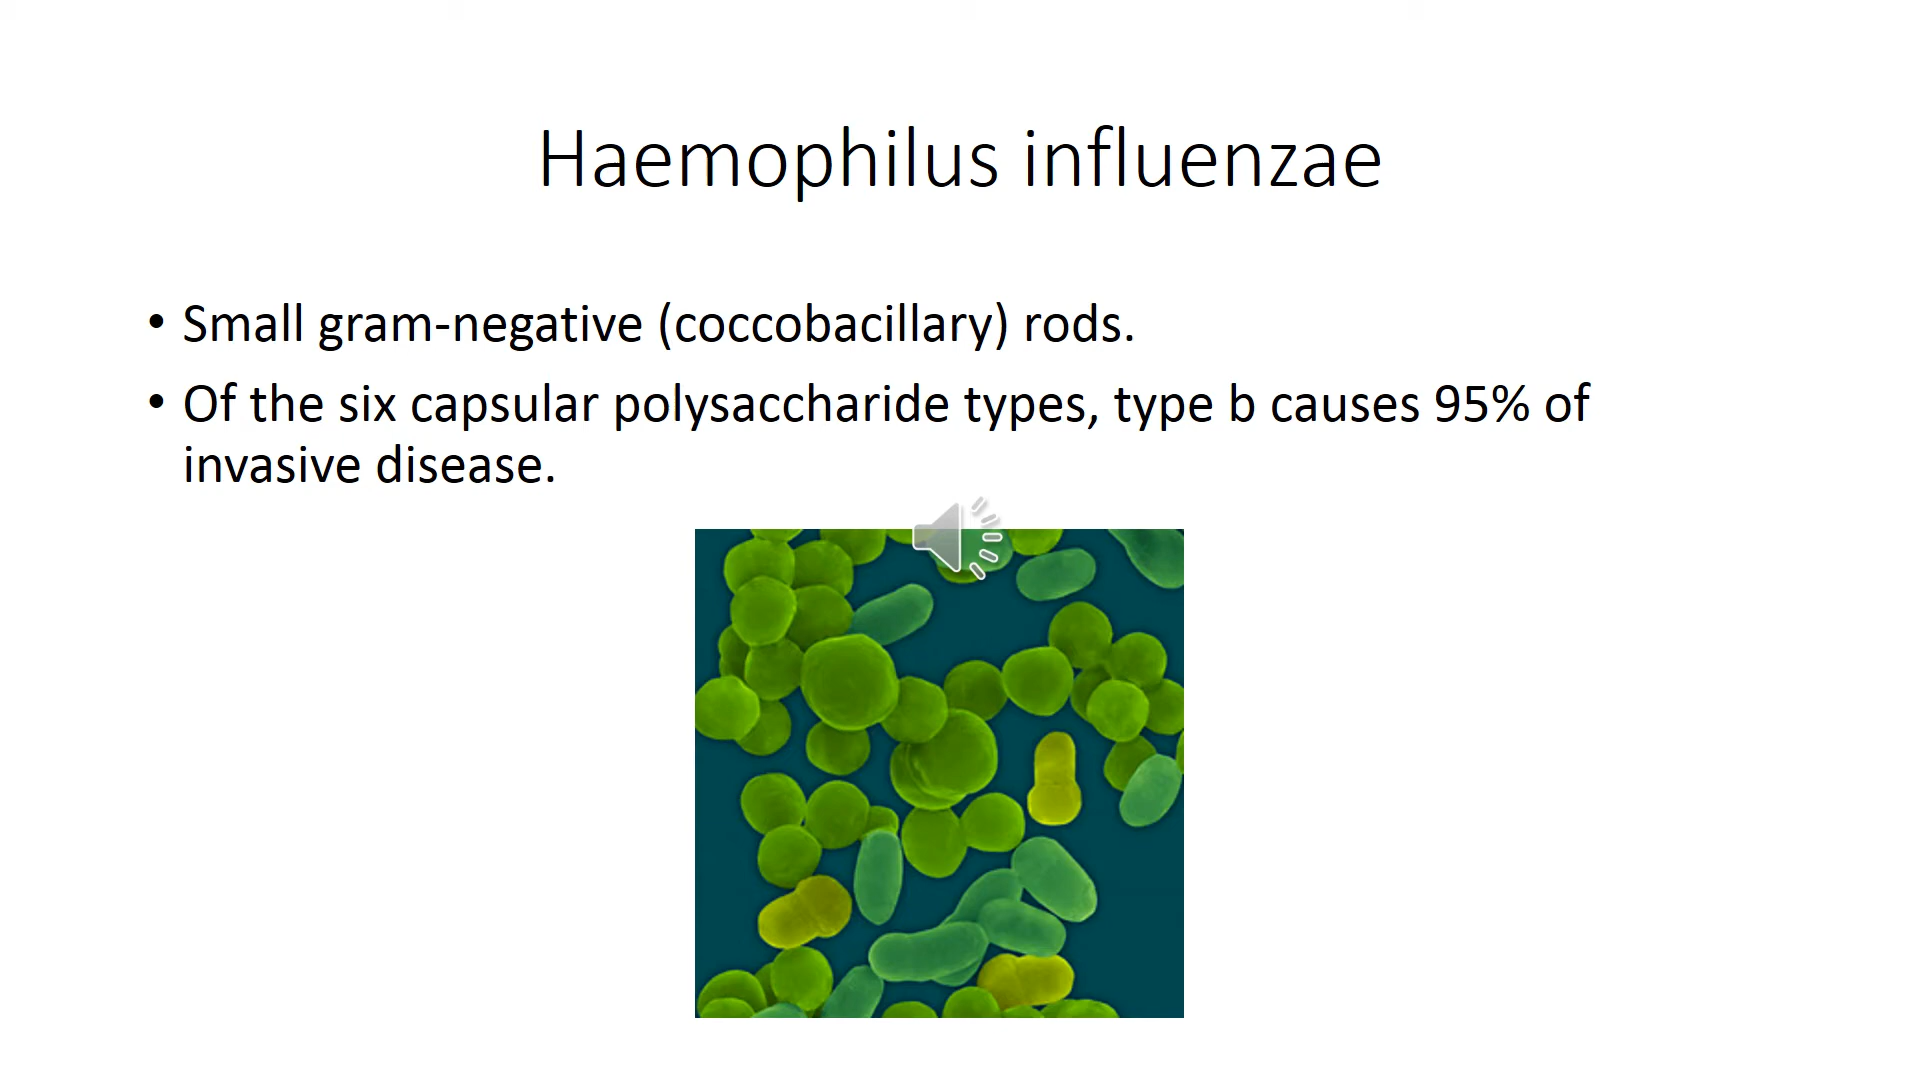 Haemophilus influenzae
• Small gram-negative (coccobacillary) rods.
• Of the six capsular polysaccharide types, type b causes 95% of
invasive disease.